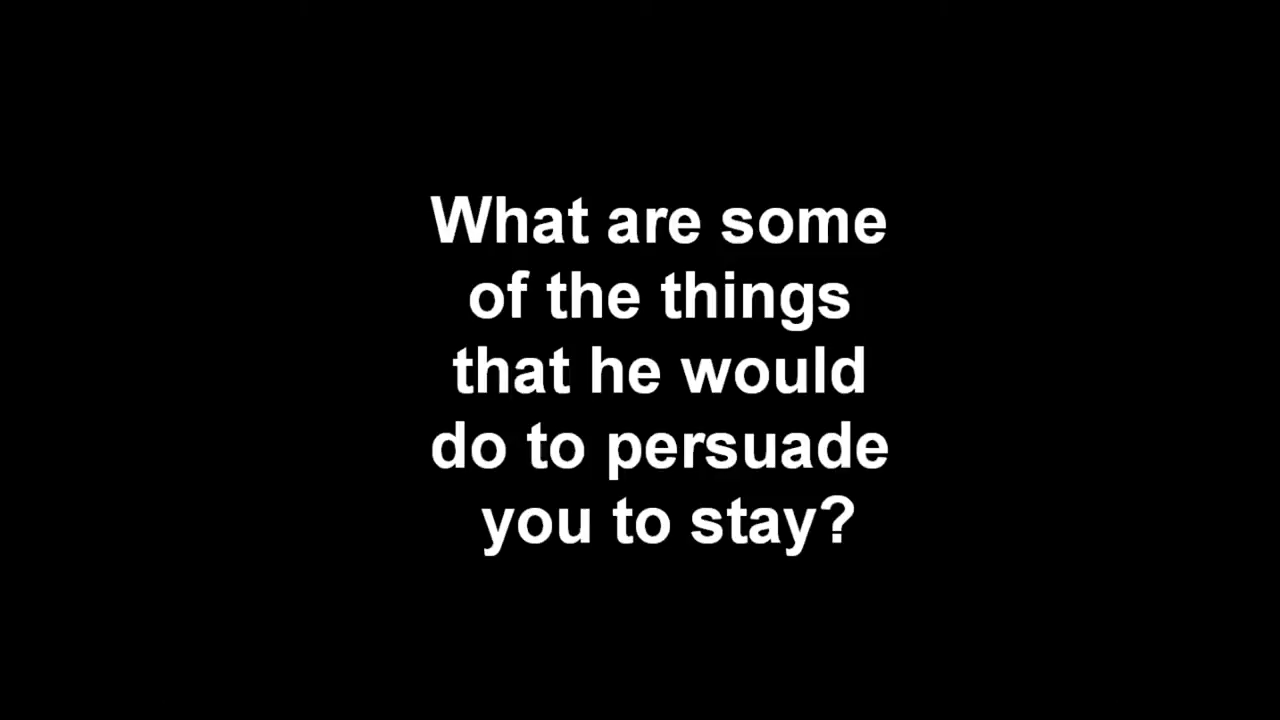 What are some
of the things
that he would
do to persuade
you to stay?